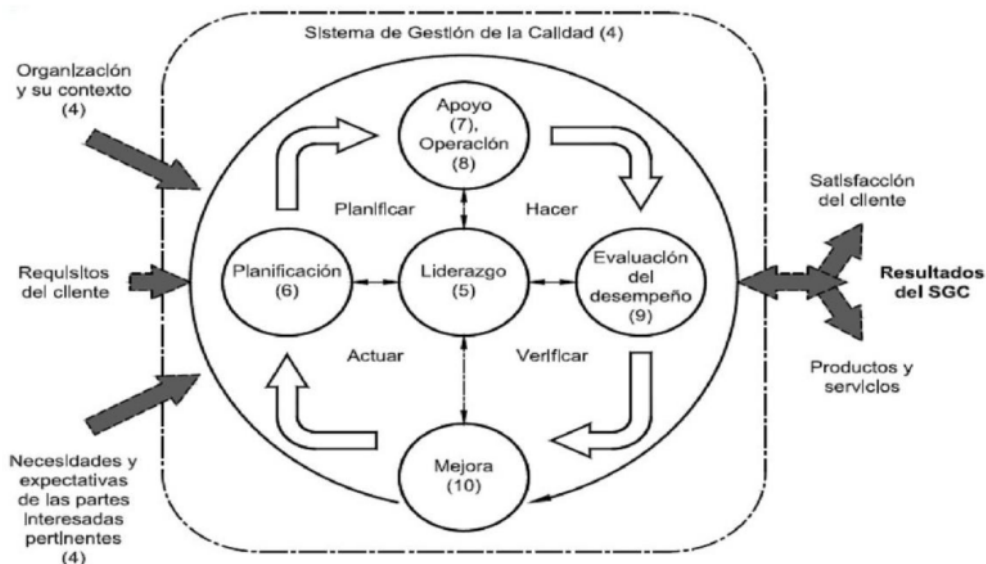 Sistema de Gestión de la Calidad (4)
Organización
y su contexto
(4)
Apoyo
(7),
Operación
(8)
Planificar
Hacer
Satisfacción
del cliente
Requisitos
del cliente
Planificación
(6)
Liderazgo
(5)
Evaluación
del
desempeño
(9)
Resultados
del SGC
Actuar
Verificar
Productos y
servicios
Mejora
(10)
Necesidades y
expectativas
de las partes
interesadas
pertinentes
(4)